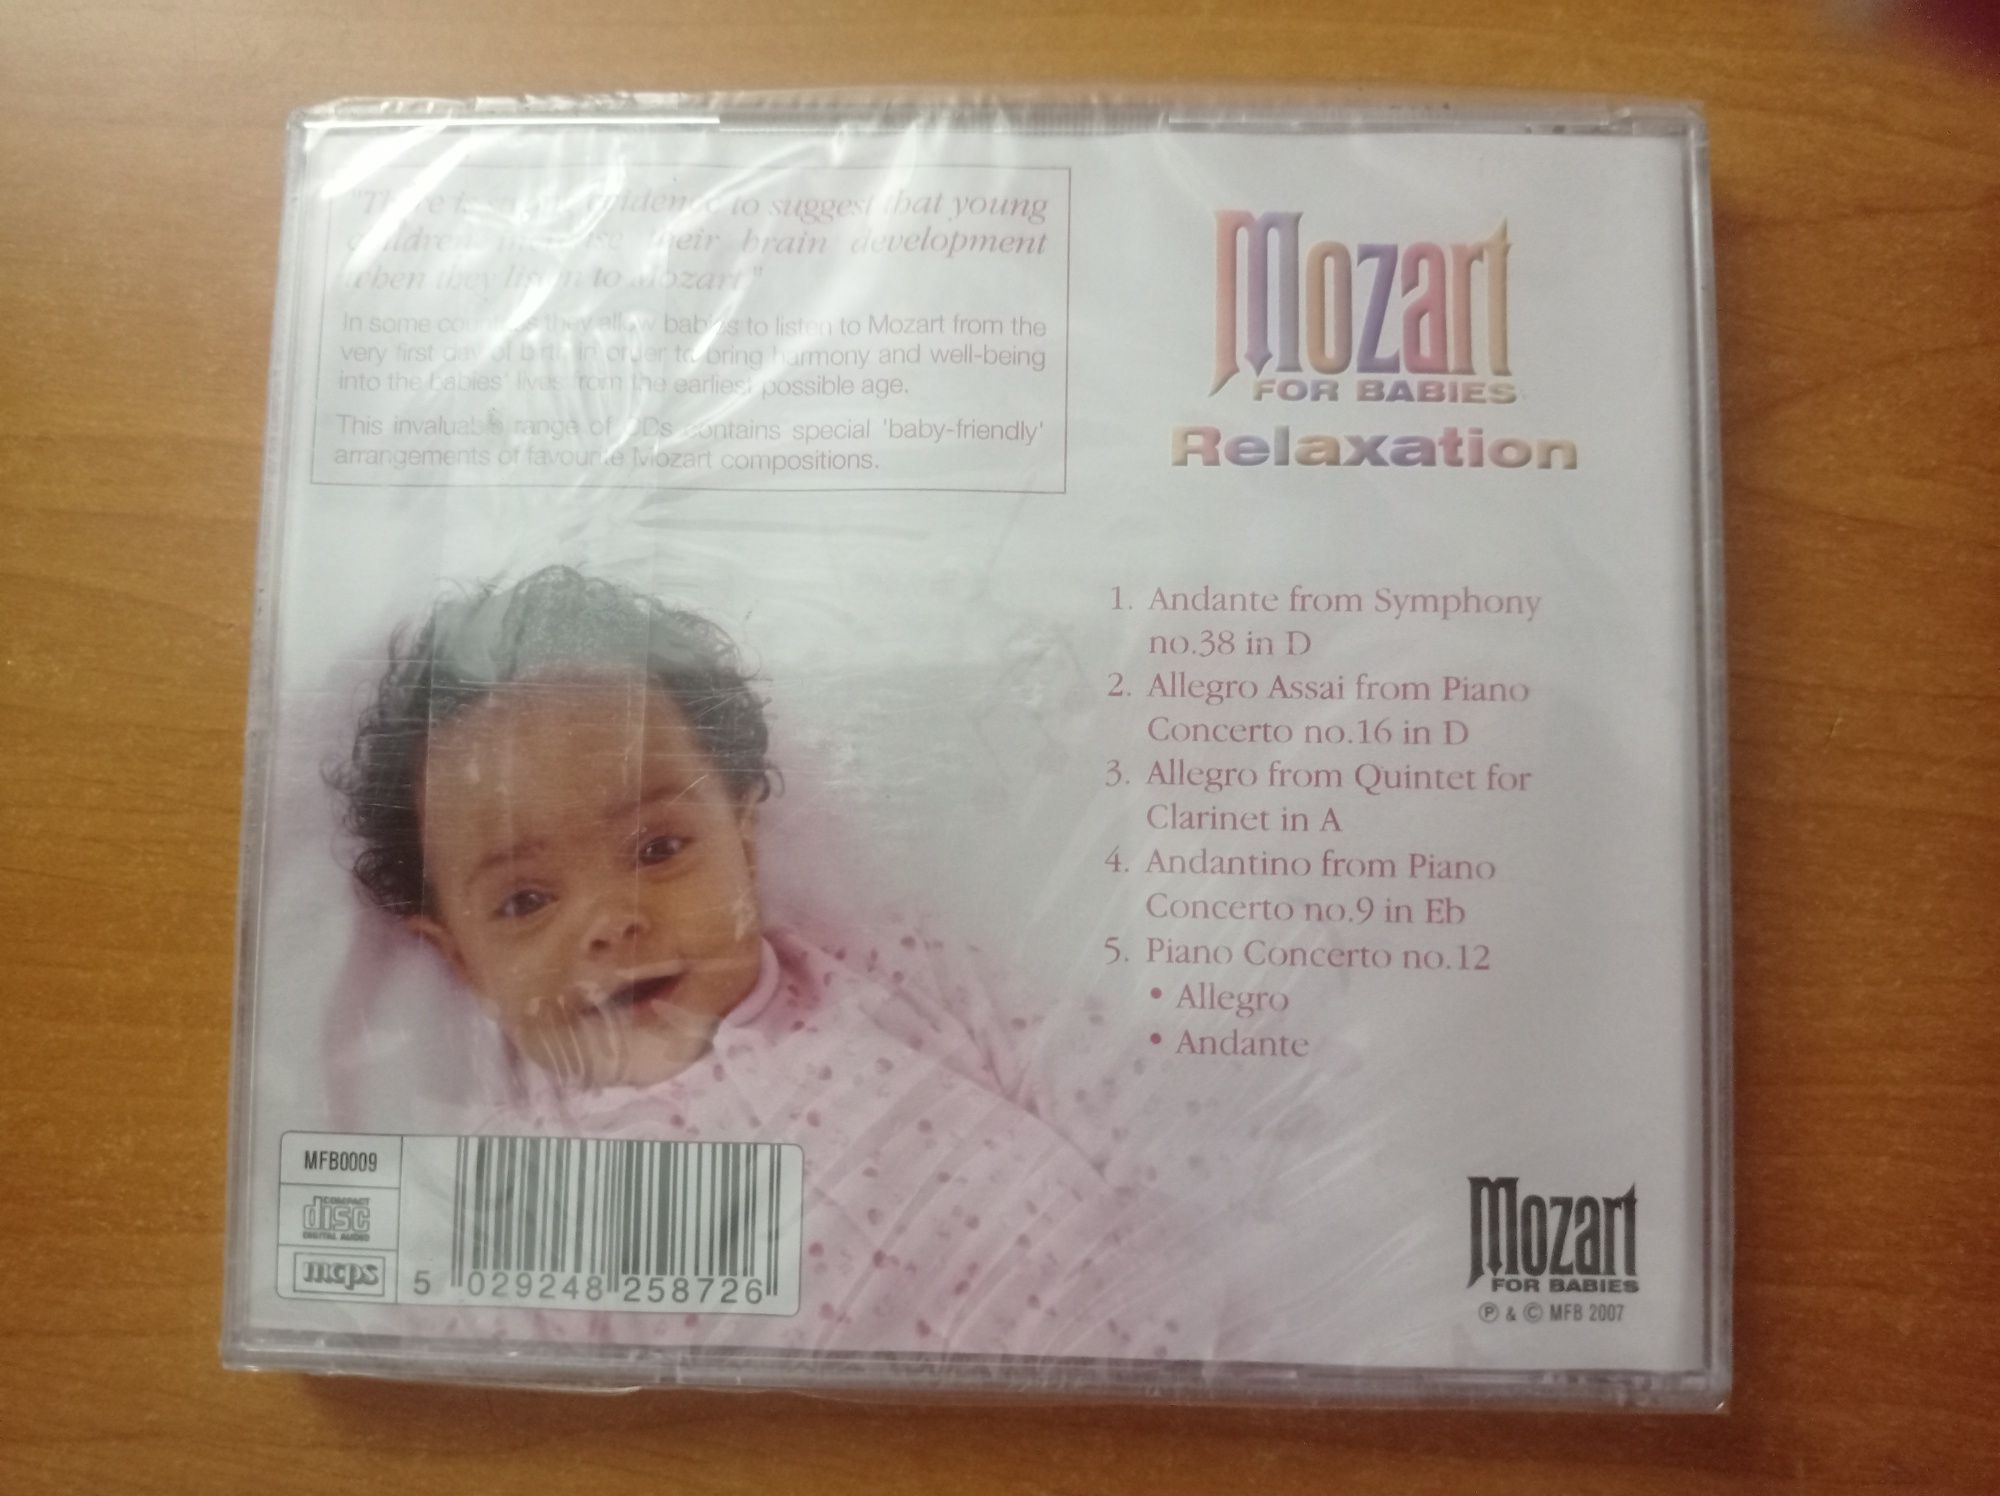 "There is some evidence to suggest that young
children increase their brain development
when they listen to Mozart."
In some countries they allow babies to listen to Mozart from the
very first day of birth in order to bring harmony and well-being
into the babies' lives from the earliest possible age.
This invaluable range of CDs contains special 'baby-friendly'
arrangements of favourite Mozart compositions.
Mozart
FOR BABIES
Relaxation
1. Andante from Symphony
no.38 in D
2. Allegro Assai from Piano
Concerto no.16 in D
3. Allegro from Quintet for
Clarinet in A
4. Andantino from Piano
Concerto no.9 in Eb
5. Piano Concerto no.12
• Allegro
• Andante
MFB0009
COMPACT
disc
DIGITAL AUDIO
mcps
5 029248 258726
Mozart
FOR BABIES
℗ & © MFB 2007